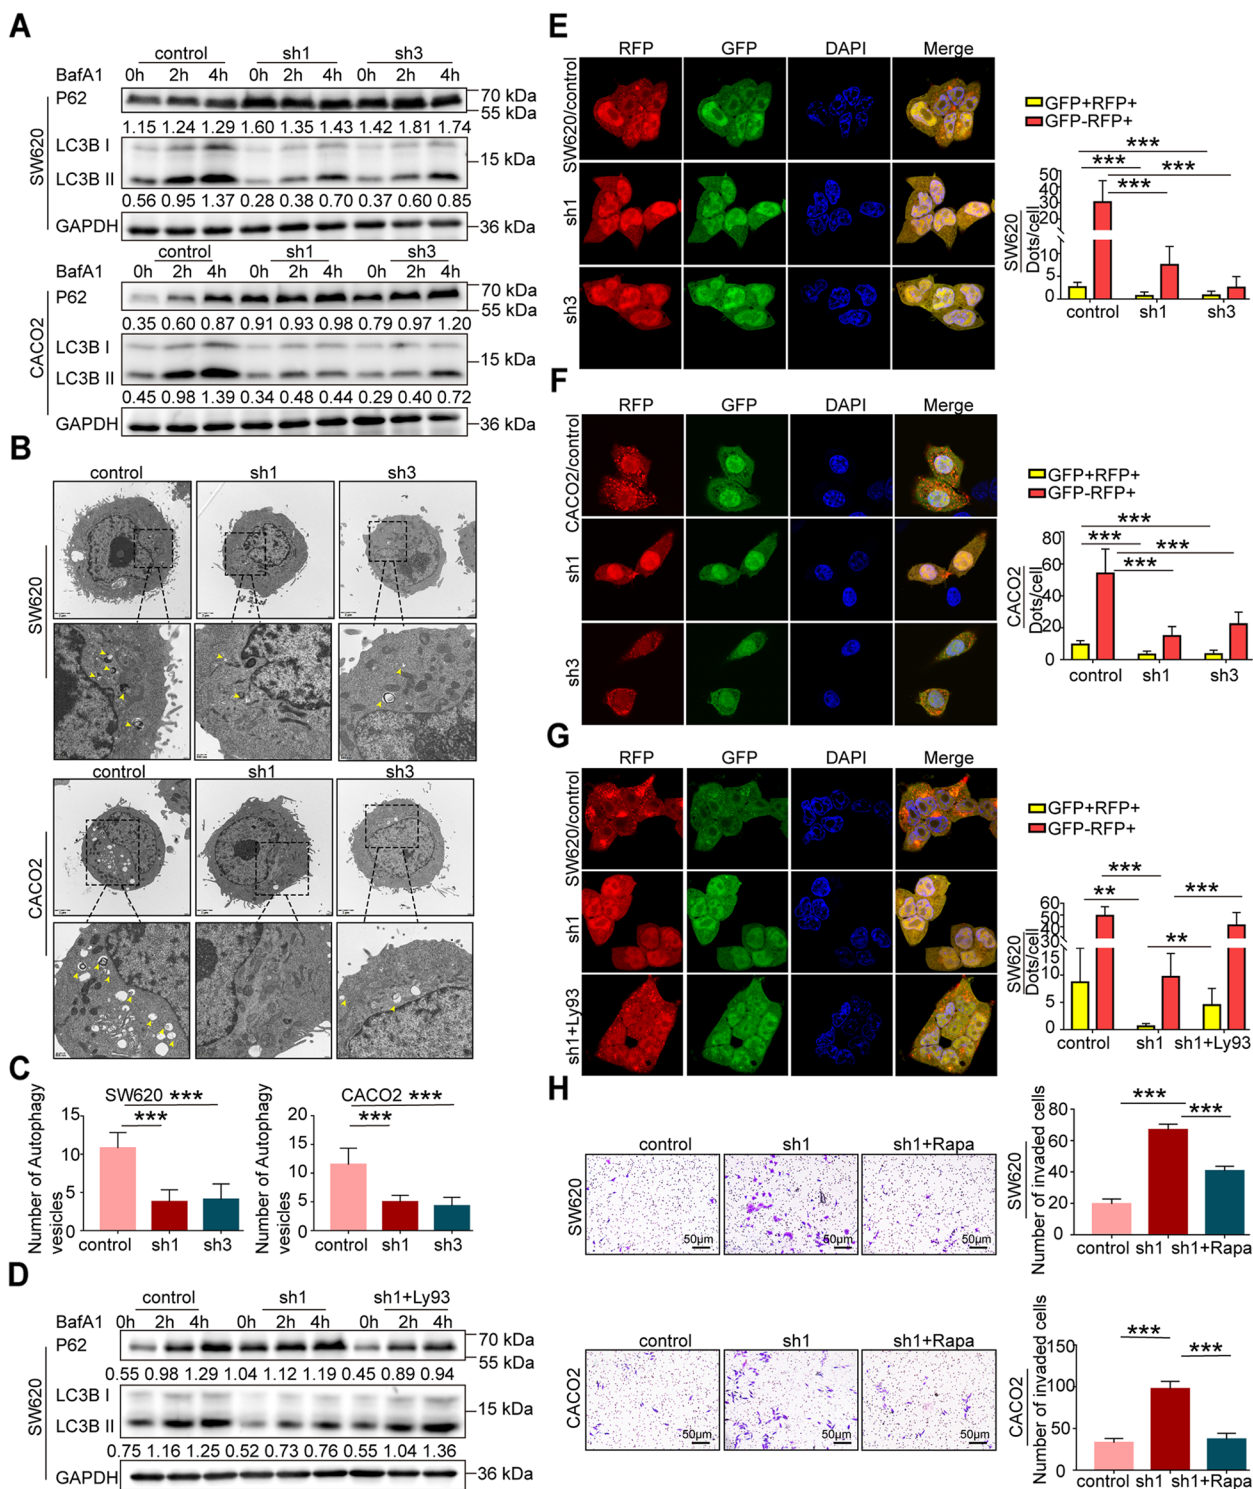 A
control sh1 sh3
BafA1 0h 2h 4h 0h 2h 4h 0h 2h 4h
SW620
P62
70 kDa
55 kDa
1.15 1.24 1.29 1.60 1.35 1.43 1.42 1.81 1.74
LC3B I
15 kDa
LC3B II
0.56 0.95 1.37 0.28 0.38 0.70 0.37 0.60 0.85
GAPDH 36 kDa
control sh1 sh3
BafA1 0h 2h 4h 0h 2h 4h 0h 2h 4h
CACO2
P62
70 kDa
55 kDa
0.35 0.60 0.87 0.91 0.93 0.98 0.79 0.97 1.20
LC3B I
15 kDa
LC3B II
0.45 0.98 1.39 0.34 0.48 0.44 0.29 0.40 0.72
GAPDH 36 kDa
B
control sh1 sh3
SW620
control sh1 sh3
CACO2
C
SW620 ***
***
Number of Autophagy
vesicles
15
10
5
0
control sh1 sh3
CACO2 ***
***
Number of Autophagy
vesicles
20
15
10
5
0
control sh1 sh3
D
control sh1 sh1+Ly93
BafA1 0h 2h 4h 0h 2h 4h 0h 2h 4h
SW620
P62
70 kDa
55 kDa
0.55 0.98 1.29 1.04 1.12 1.19 0.45 0.89 0.94
LC3B I
15 kDa
LC3B II
0.75 1.16 1.25 0.52 0.73 0.76 0.55 1.04 1.36
GAPDH 36 kDa
E
RFP GFP DAPI Merge
SW620/control
sh1
sh3
GFP+RFP+
GFP-RFP+
***
*** ***
***
SW620
Dots/cell
50
40
30
20
10
5
0
control sh1 sh3
F
RFP GFP DAPI Merge
CACO2/control
sh1
sh3
GFP+RFP+
GFP-RFP+
***
*** ***
***
CACO2
Dots/cell
80
60
40
20
0
control sh1 sh3
G
RFP GFP DAPI Merge
SW620/control
sh1
sh1+Ly93
GFP+RFP+
GFP-RFP+
***
** ***
**
SW620
Dots/cell
60
50
40
30
15
10
5
0
control sh1 sh1+Ly93
H
control sh1 sh1+Rapa
SW620
50μm 50μm 50μm
***
***
SW620
Number of invaded cells
80
60
40
20
0
control sh1 sh1+Rapa
control sh1 sh1+Rapa
CACO2
50μm 50μm 50μm
***
***
CACO2
Number of invaded cells
150
100
50
0
control sh1 sh1+Rapa